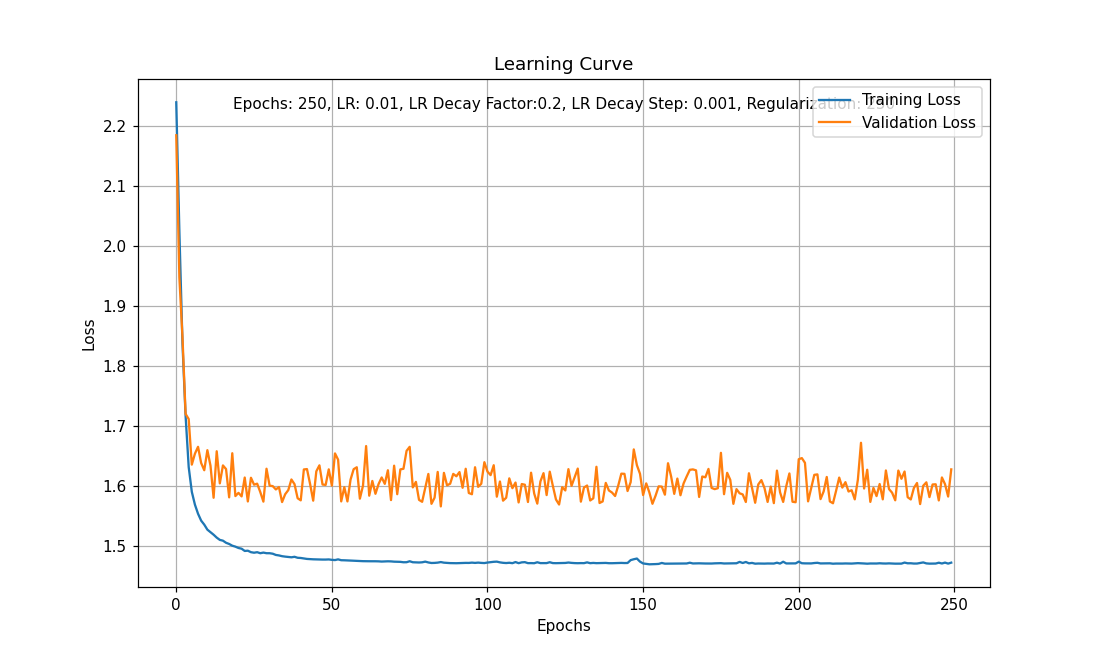 Learning Curve
Epochs: 250, LR: 0.01, LR Decay Factor:0.2, LR Decay Step: 0.001, Regularization: 250
Training Loss
Validation Loss
2.2
2.1
2.0
1.9
1.8
1.7
1.6
1.5
Loss
0 50 100 150 200 250
Epochs